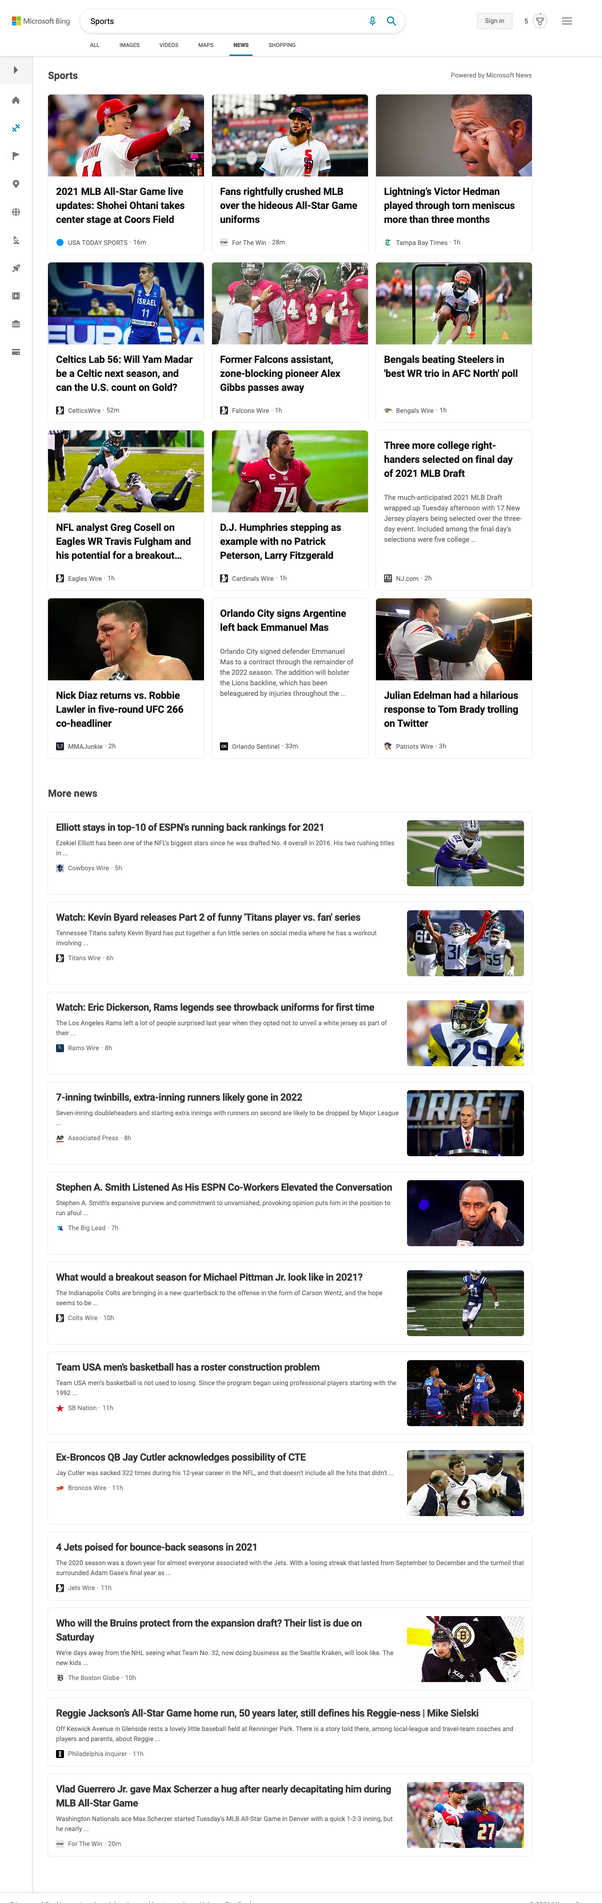 Microsoft Bing
Sports
Sign in
5
ALL
IMAGES
VIDEOS
MAPS
NEWS
SHOPPING
Sports
Powered by Microsoft News
2021 MLB All-Star Game live
updates: Shohei Ohtani takes
center stage at Coors Field
USA TODAY SPORTS · 16m
Fans rightfully crushed MLB
over the hideous All-Star Game
uniforms
For The Win · 28m
Lightning's Victor Hedman
played through torn meniscus
more than three months
Tampa Bay Times · 1h
ISRAEL
11
Celtics Lab 56: Will Yam Madar
be a Celtic next season, and
can the U.S. count on Gold?
CelticsWire · 52m
Former Falcons assistant,
zone-blocking pioneer Alex
Gibbs passes away
Falcons Wire · 1h
Bengals beating Steelers in
'best WR trio in AFC North' poll
Bengals Wire · 1h
NFL analyst Greg Cosell on
Eagles WR Travis Fulgham and
his potential for a breakout...
Eagles Wire · 1h
74
D.J. Humphries stepping as
example with no Patrick
Peterson, Larry Fitzgerald
Cardinals Wire · 1h
Three more college right-
handers selected on final day
of 2021 MLB Draft
The much-anticipated 2021 MLB Draft
wrapped up Tuesday afternoon with 17 New
Jersey players being selected over the three-
day event. Included among the final day's
selections were five college ...
NJ.com · 2h
Nick Diaz returns vs. Robbie
Lawler in five-round UFC 266
co-headliner
MMAJunkie · 2h
Orlando City signs Argentine
left back Emmanuel Mas
Orlando City signed defender Emmanuel
Mas to a contract through the remainder of
the 2022 season. The addition will bolster
the Lions backline, which has been
beleaguered by injuries throughout the ...
Orlando Sentinel · 33m
Julian Edelman had a hilarious
response to Tom Brady trolling
on Twitter
Patriots Wire · 3h
More news
Elliott stays in top-10 of ESPN's running back rankings for 2021
Ezekiel Elliott has been one of the NFL's biggest stars since he was drafted No. 4 overall in 2016. His two rushing titles
in ...
Cowboys Wire · 5h
Watch: Kevin Byard releases Part 2 of funny 'Titans player vs. fan' series
Tennessee Titans safety Kevin Byard has put together a fun little series on social media where he has a workout
involving ...
Titans Wire · 6h
31
55
Watch: Eric Dickerson, Rams legends see throwback uniforms for first time
The Los Angeles Rams left a lot of people surprised last year when they opted not to unveil a white jersey as part of
their ...
Rams Wire · 8h
29
7-inning twinbills, extra-inning runners likely gone in 2022
Seven-inning doubleheaders and starting extra innings with runners on second are likely to be dropped by Major League
...
AP Associated Press · 8h
DRAFT
Stephen A. Smith Listened As His ESPN Co-Workers Elevated the Conversation
Stephen A. Smith's expansive purview and commitment to unvarnished, provoking opinion puts him in the position to
run afoul ...
The Big Lead · 7h
What would a breakout season for Michael Pittman Jr. look like in 2021?
The Indianapolis Colts are bringing in a new quarterback to the offense in the form of Carson Wentz, and the hope
seems to be ...
Colts Wire · 10h
Team USA men's basketball has a roster construction problem
Team USA men's basketball is not used to losing. Since the program began using professional players starting with the
1992 ...
SB Nation · 11h
Ex-Broncos QB Jay Cutler acknowledges possibility of CTE
Jay Cutler was sacked 322 times during his 12-year career in the NFL, and that doesn't include all the hits that didn't ...
Broncos Wire · 11h
6
4 Jets poised for bounce-back seasons in 2021
The 2020 season was a down year for almost everyone associated with the Jets. With a losing streak that lasted from September to December and the turmoil that
surrounded Adam Gase's final year as ...
Jets Wire · 11h
Who will the Bruins protect from the expansion draft? Their list is due on
Saturday
We're days away from the NHL seeing what Team No. 32, now doing business as the Seattle Kraken, will look like. The
new kids ...
The Boston Globe · 10h
Reggie Jackson's All-Star Game home run, 50 years later, still defines his Reggie-ness | Mike Sielski
Off Keswick Avenue in Glenside rests a lovely little baseball field at Renninger Park. There is a story told there, among local-league and travel-team coaches and
players and parents, about Reggie ...
Philadelphia Inquirer · 11h
Vlad Guerrero Jr. gave Max Scherzer a hug after nearly decapitating him during
MLB All-Star Game
Washington Nationals ace Max Scherzer started Tuesday's MLB All-Star Game in Denver with a quick 1-2-3 inning, but
he nearly ...
For The Win · 20m
27